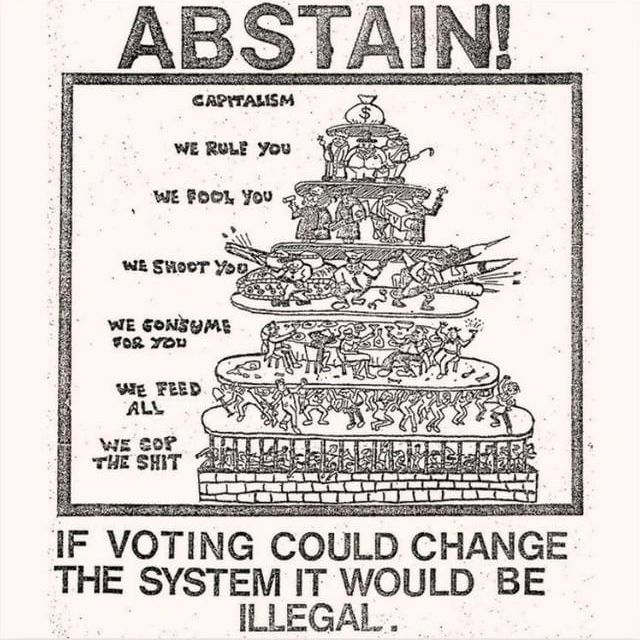 ABSTAIN!
$
CAPITALISM
WE RULE YOU
WE FOOL YOU
WE SHOOT YOU
WE CONSUME
FOR YOU
WE FEED
ALL
WE COP
THE SHIT
IF VOTING COULD CHANGE
THE SYSTEM IT WOULD BE
ILLEGAL.